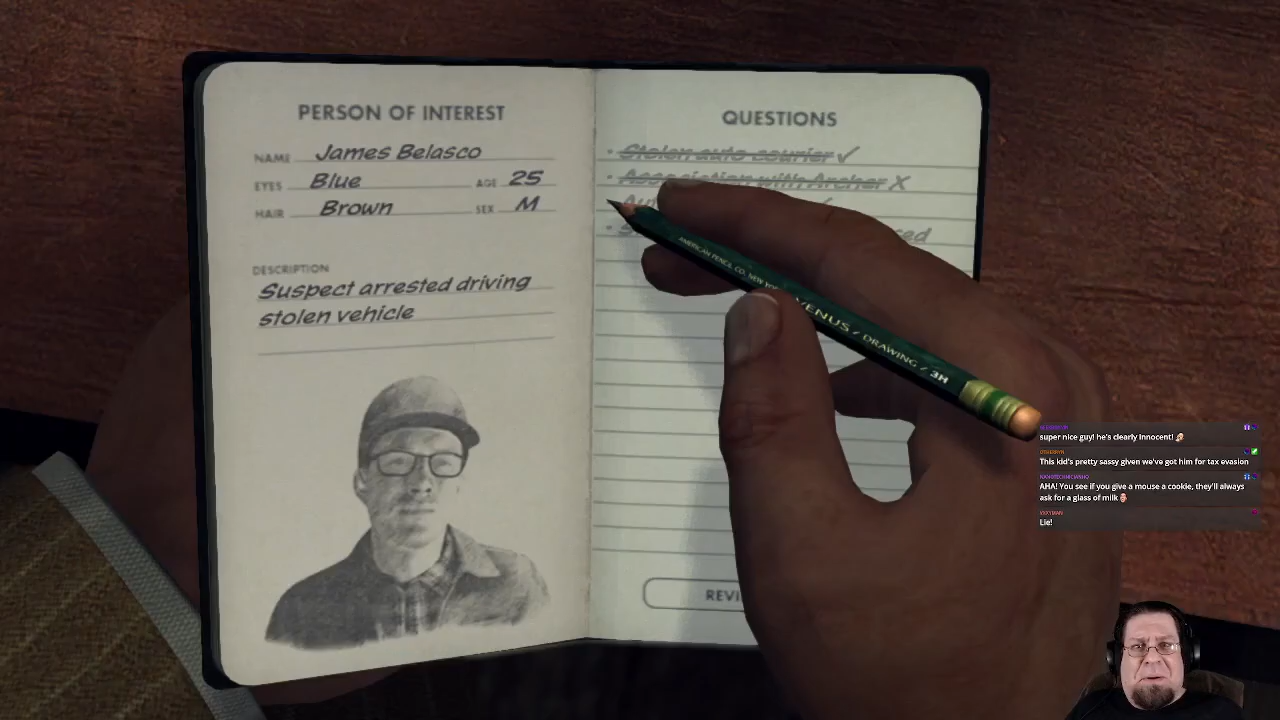 PERSON OF INTEREST
NAME James Belasco
EYES Blue AGE 25
HAIR Brown SEX M
DESCRIPTION
Suspect arrested driving
stolen vehicle
QUESTIONS
• Stolen auto courier ✓
• Association with Archer X
AMERICAN PENCIL CO. NEW YORK VENUS / DRAWING / 3H
super nice guy! he's clearly innocent!
This kid's pretty sassy given we've got him for tax evasion
AHA! You see if you give a mouse a cookie, they'll always
ask for a glass of milk
Lie!